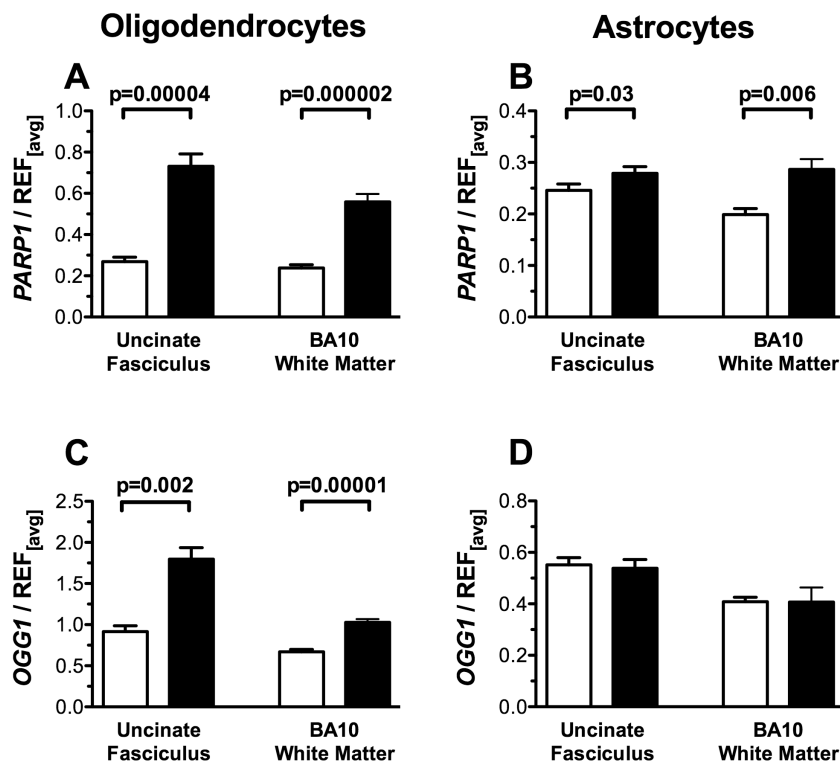 Oligodendrocytes
Astrocytes
A
p=0.00004
p=0.000002
PARP1 / REF[avg]
1.0
0.8
0.6
0.4
0.2
0.0
Uncinate
Fasciculus
BA10
White Matter
B
p=0.03
p=0.006
PARP1 / REF[avg]
0.4
0.3
0.2
0.1
0.0
Uncinate
Fasciculus
BA10
White Matter
C
p=0.002
p=0.00001
OGG1 / REF[avg]
2.5
2.0
1.5
1.0
0.5
0.0
Uncinate
Fasciculus
BA10
White Matter
D
OGG1 / REF[avg]
0.8
0.6
0.4
0.2
0.0
Uncinate
Fasciculus
BA10
White Matter